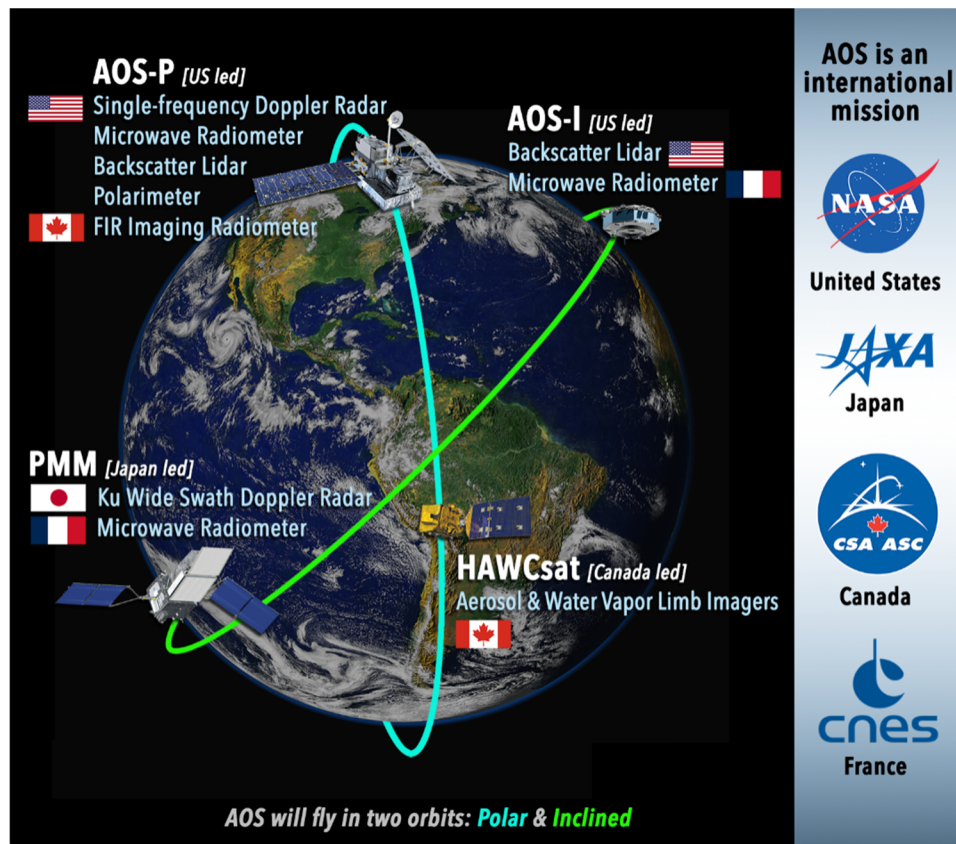 AOS-P [US led]
Single-frequency Doppler Radar
Microwave Radiometer
Backscatter Lidar
Polarimeter
FIR Imaging Radiometer
AOS-I [US led]
Backscatter Lidar
Microwave Radiometer
PMM [Japan led]
Ku Wide Swath Doppler Radar
Microwave Radiometer
HAWCsat [Canada led]
Aerosol & Water Vapor Limb Imagers
AOS will fly in two orbits: Polar & Inclined
AOS is an
international
mission
NASA
United States
JAXA
Japan
CSA ASC
Canada
cnes
France